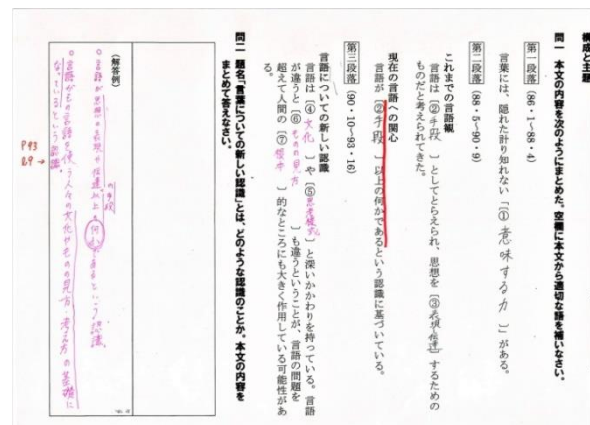 構成と主題
問一 本文の内容を次のようにまとめた。空欄に本文から適切な語を補いなさい。
第一段落（86・1〜88・4）
言葉には、隠れた計り知れない「〔① 意味する力 〕」がある。
第二段落（88・5〜90・9）
これまでの言語観
言語は〔② 手段 〕としてとらえられ、思想を〔③ 表現・伝達 〕するための
ものだと考えられてきた。
現在の言語への関心
言語が〔② 手段 〕以上の何かであるという認識に基づいている。
第三段落（90・10〜93・16）
言語についての新しい認識
言語は〔④ 文化 〕や〔⑤ 思考様式 〕と深いかかわりを持っている。言語
が違うと〔⑥ ものの見方 〕も違うということが、言語の問題を
超えて人間の〔⑦ 根本 〕的なところにも大きく作用している可能性があ
る。
問二 題名「言葉についての新しい認識」とは、どのような認識のことか。本文の内容を
まとめて答えなさい。
（解答例）
の手段
○言語が思想の表現や伝達以上の何かであるという認識。
○言語がその言語を使う人々の文化やものの見方・考え方の基礎に
なっているという認識。
P93
l9→